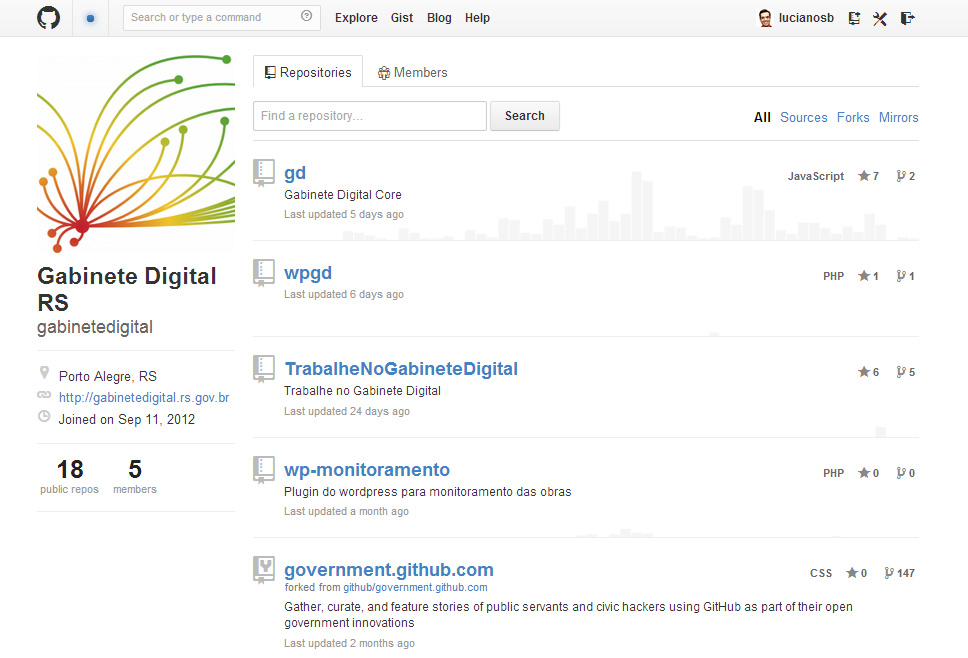 Search or type a command
Explore Gist Blog Help
lucianosb
Gabinete Digital
RS
gabinetedigital
Porto Alegre, RS
http://gabinetedigital.rs.gov.br
Joined on Sep 11, 2012
18 5
public repos members
Repositories Members
Find a repository... Search
All Sources Forks Mirrors
gd JavaScript 7 2
Gabinete Digital Core
Last updated 5 days ago
wpgd PHP 1 1
Last updated 6 days ago
TrabalheNoGabineteDigital 6 5
Trabalhe no Gabinete Digital
Last updated 24 days ago
wp-monitoramento PHP 0 0
Plugin do wordpress para monitoramento das obras
Last updated a month ago
government.github.com CSS 0 147
forked from github/government.github.com
Gather, curate, and feature stories of public servants and civic hackers using GitHub as part of their open
government innovations
Last updated 2 months ago